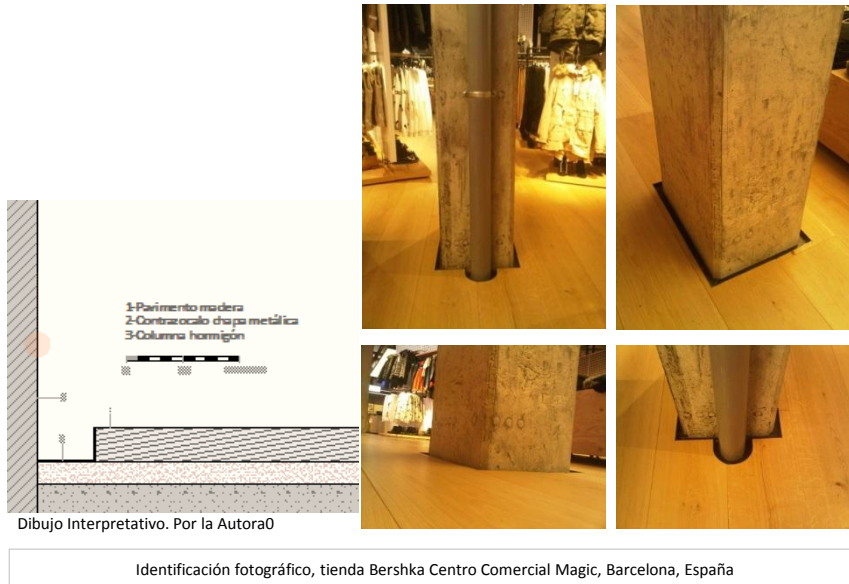 1-Pavimento madera
2-Contrazocalo chapa metálica
3-Columna hormigón
Dibujo Interpretativo. Por la Autora0
Identificación fotográfico, tienda Bershka Centro Comercial Magic, Barcelona, España